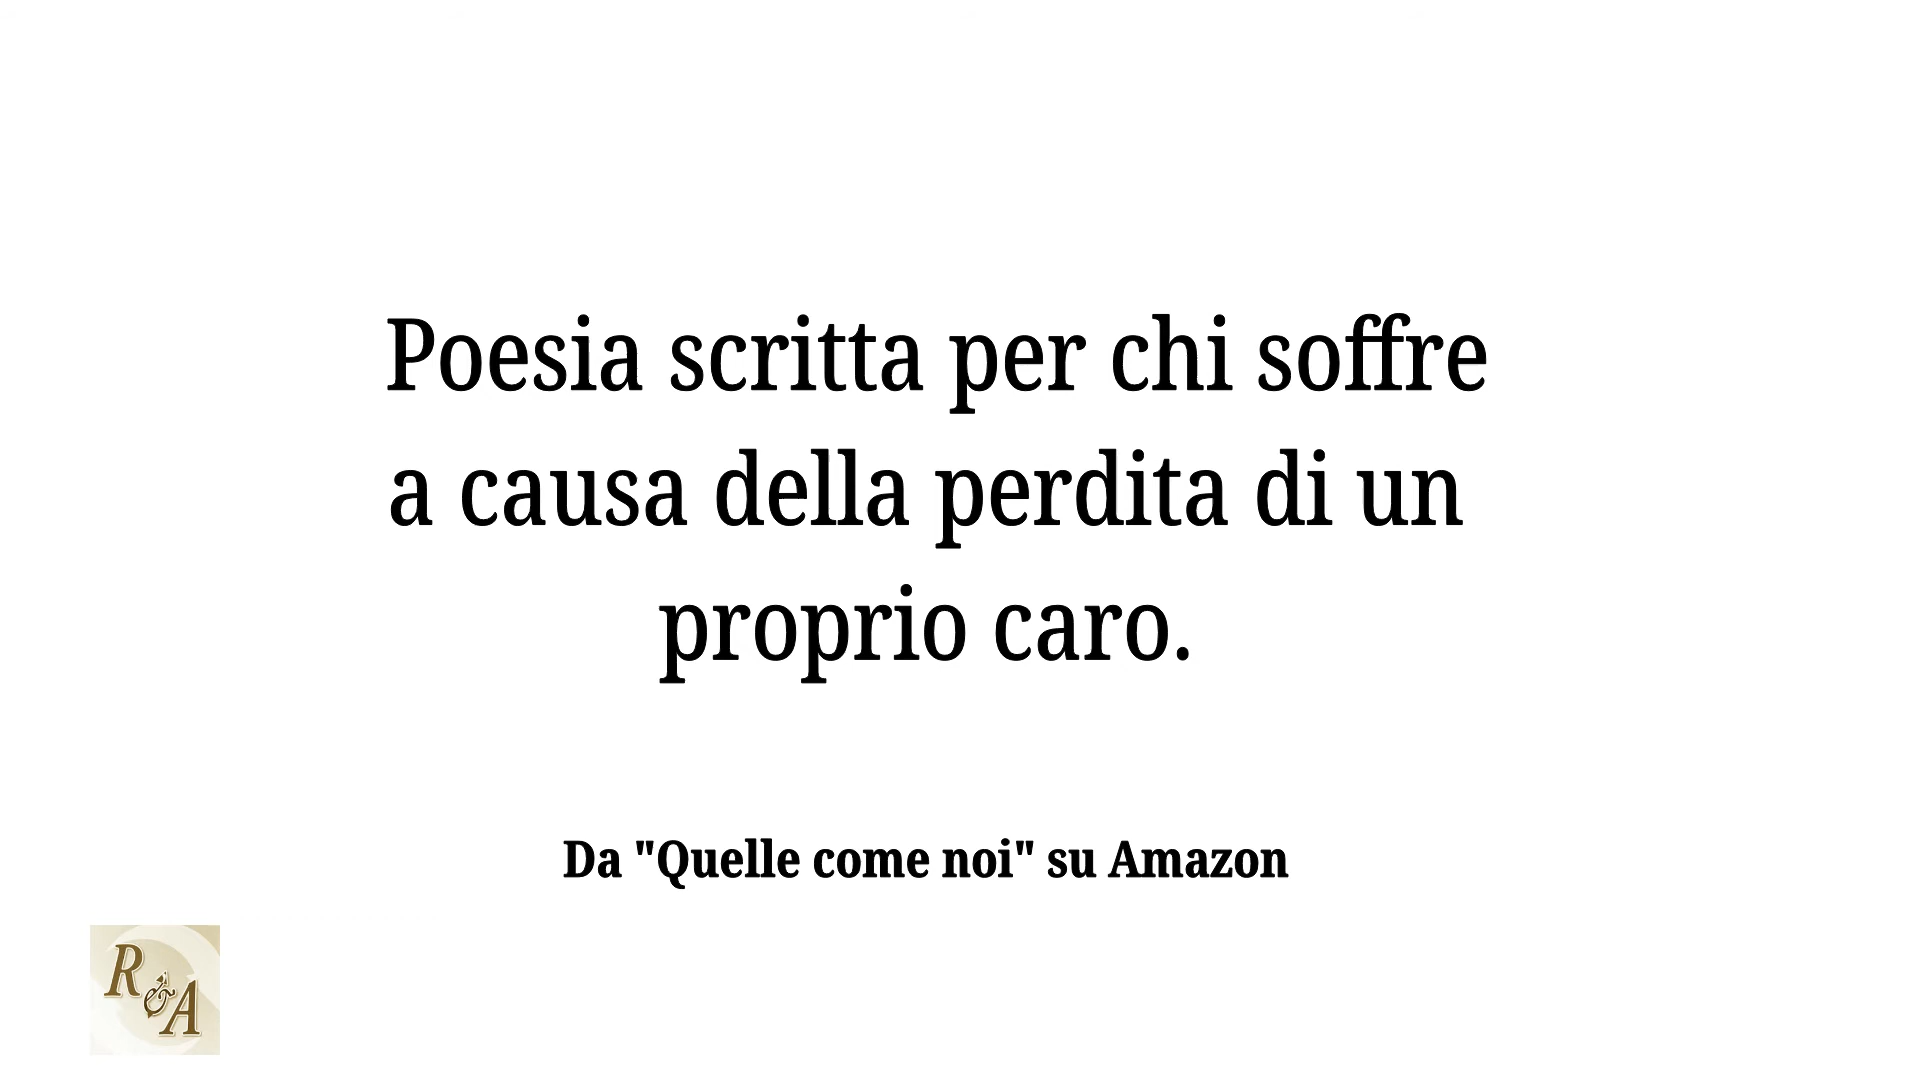 Poesia scritta per chi soffre
a causa della perdita di un
proprio caro.
Da "Quelle come noi" su Amazon
R&A